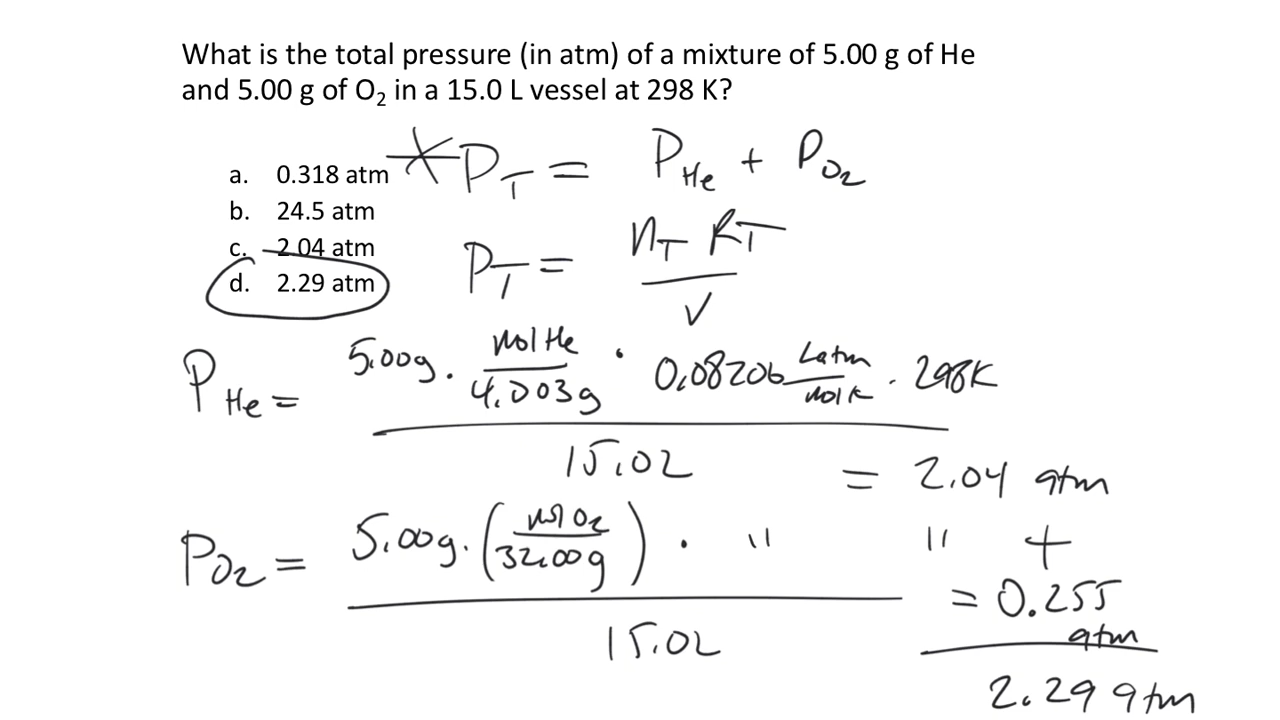 What is the total pressure (in atm) of a mixture of 5.00 g of He
and 5.00 g of O₂ in a 15.0 L vessel at 298 K?
a. 0.318 atm
b. 24.5 atm
c. 2.04 atm
d. 2.29 atm
* P_T = P_He + P_O₂
P_T = n_T RT / V
P_He = 5.00g · mol He / 4.003g · 0.08206 L atm / mol K · 298K
15.0L
= 2.04 atm
P_O₂ = 5.00g · (mol O₂ / 32.00g) · " " +
15.0L
= 0.255
atm
2.29 atm